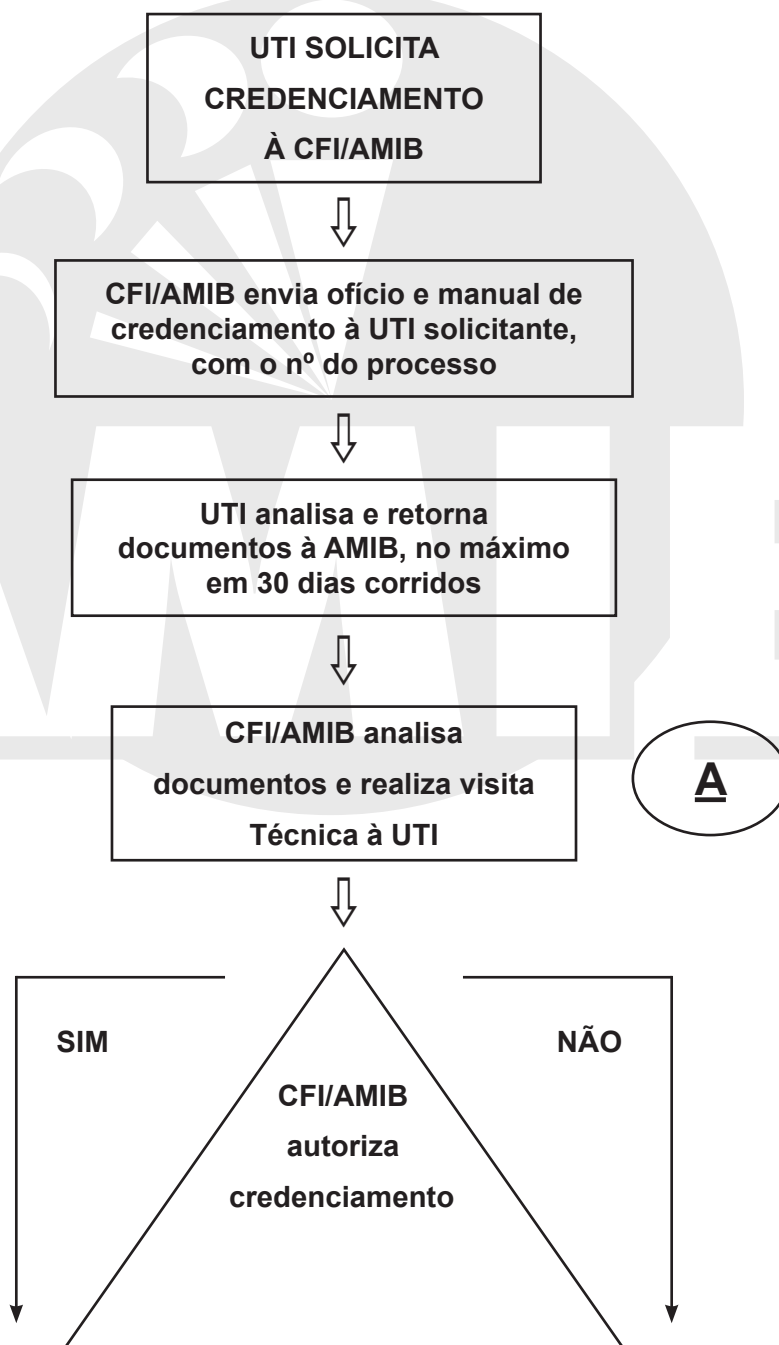 UTI SOLICITA
CREDENCIAMENTO
À CFI/AMIB
CFI/AMIB envia ofício e manual de
credenciamento à UTI solicitante,
com o nº do processo
UTI analisa e retorna
documentos à AMIB, no máximo
em 30 dias corridos
CFI/AMIB analisa
documentos e realiza visita
Técnica à UTI
A
SIM
NÃO
CFI/AMIB
autoriza
credenciamento